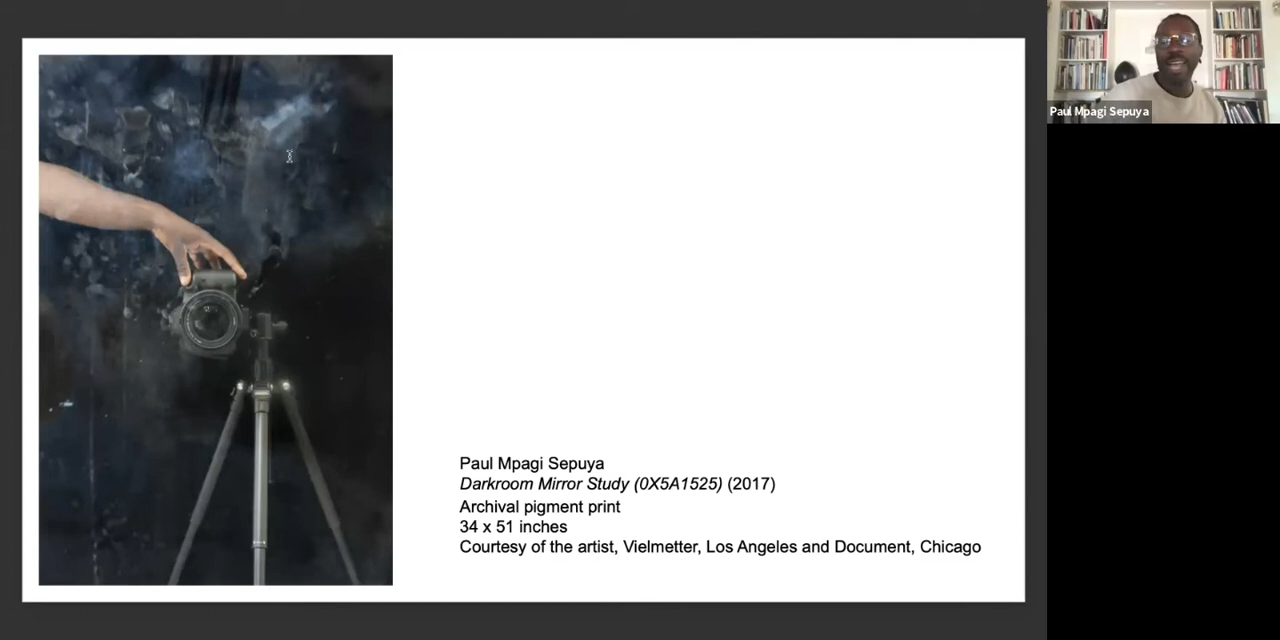 Paul Mpagi Sepuya
Paul Mpagi Sepuya
Darkroom Mirror Study (0X5A1525) (2017)
Archival pigment print
34 x 51 inches
Courtesy of the artist, Vielmetter, Los Angeles and Document, Chicago